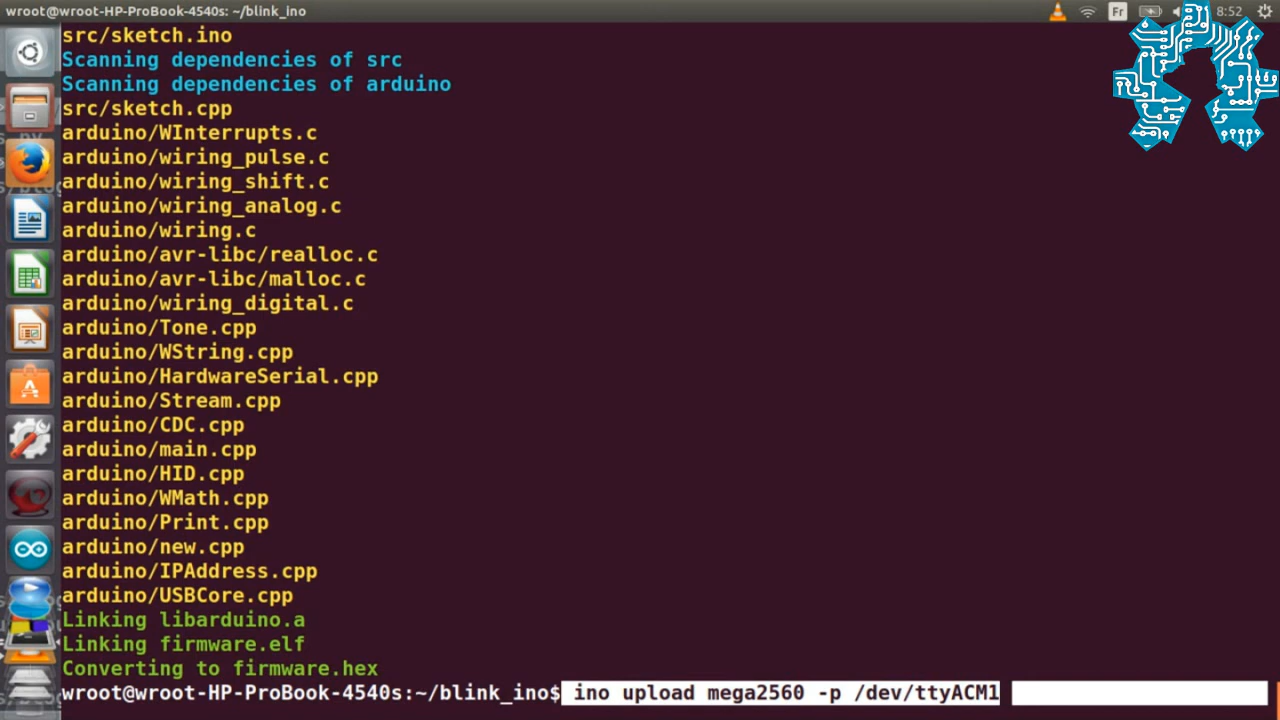 wroot@wroot-HP-ProBook-4540s: ~/blink_ino
Fr
8:52
src/sketch.ino
Scanning dependencies of src
Scanning dependencies of arduino
src/sketch.cpp
arduino/WInterrupts.c
arduino/wiring_pulse.c
arduino/wiring_shift.c
arduino/wiring_analog.c
arduino/wiring.c
arduino/avr-libc/realloc.c
arduino/avr-libc/malloc.c
arduino/wiring_digital.c
arduino/Tone.cpp
arduino/WString.cpp
arduino/HardwareSerial.cpp
arduino/Stream.cpp
arduino/CDC.cpp
arduino/main.cpp
arduino/HID.cpp
arduino/WMath.cpp
arduino/Print.cpp
arduino/new.cpp
arduino/IPAddress.cpp
arduino/USBCore.cpp
Linking libarduino.a
Linking firmware.elf
Converting to firmware.hex
wroot@wroot-HP-ProBook-4540s:~/blink_ino$ ino upload mega2560 -p /dev/ttyACM1